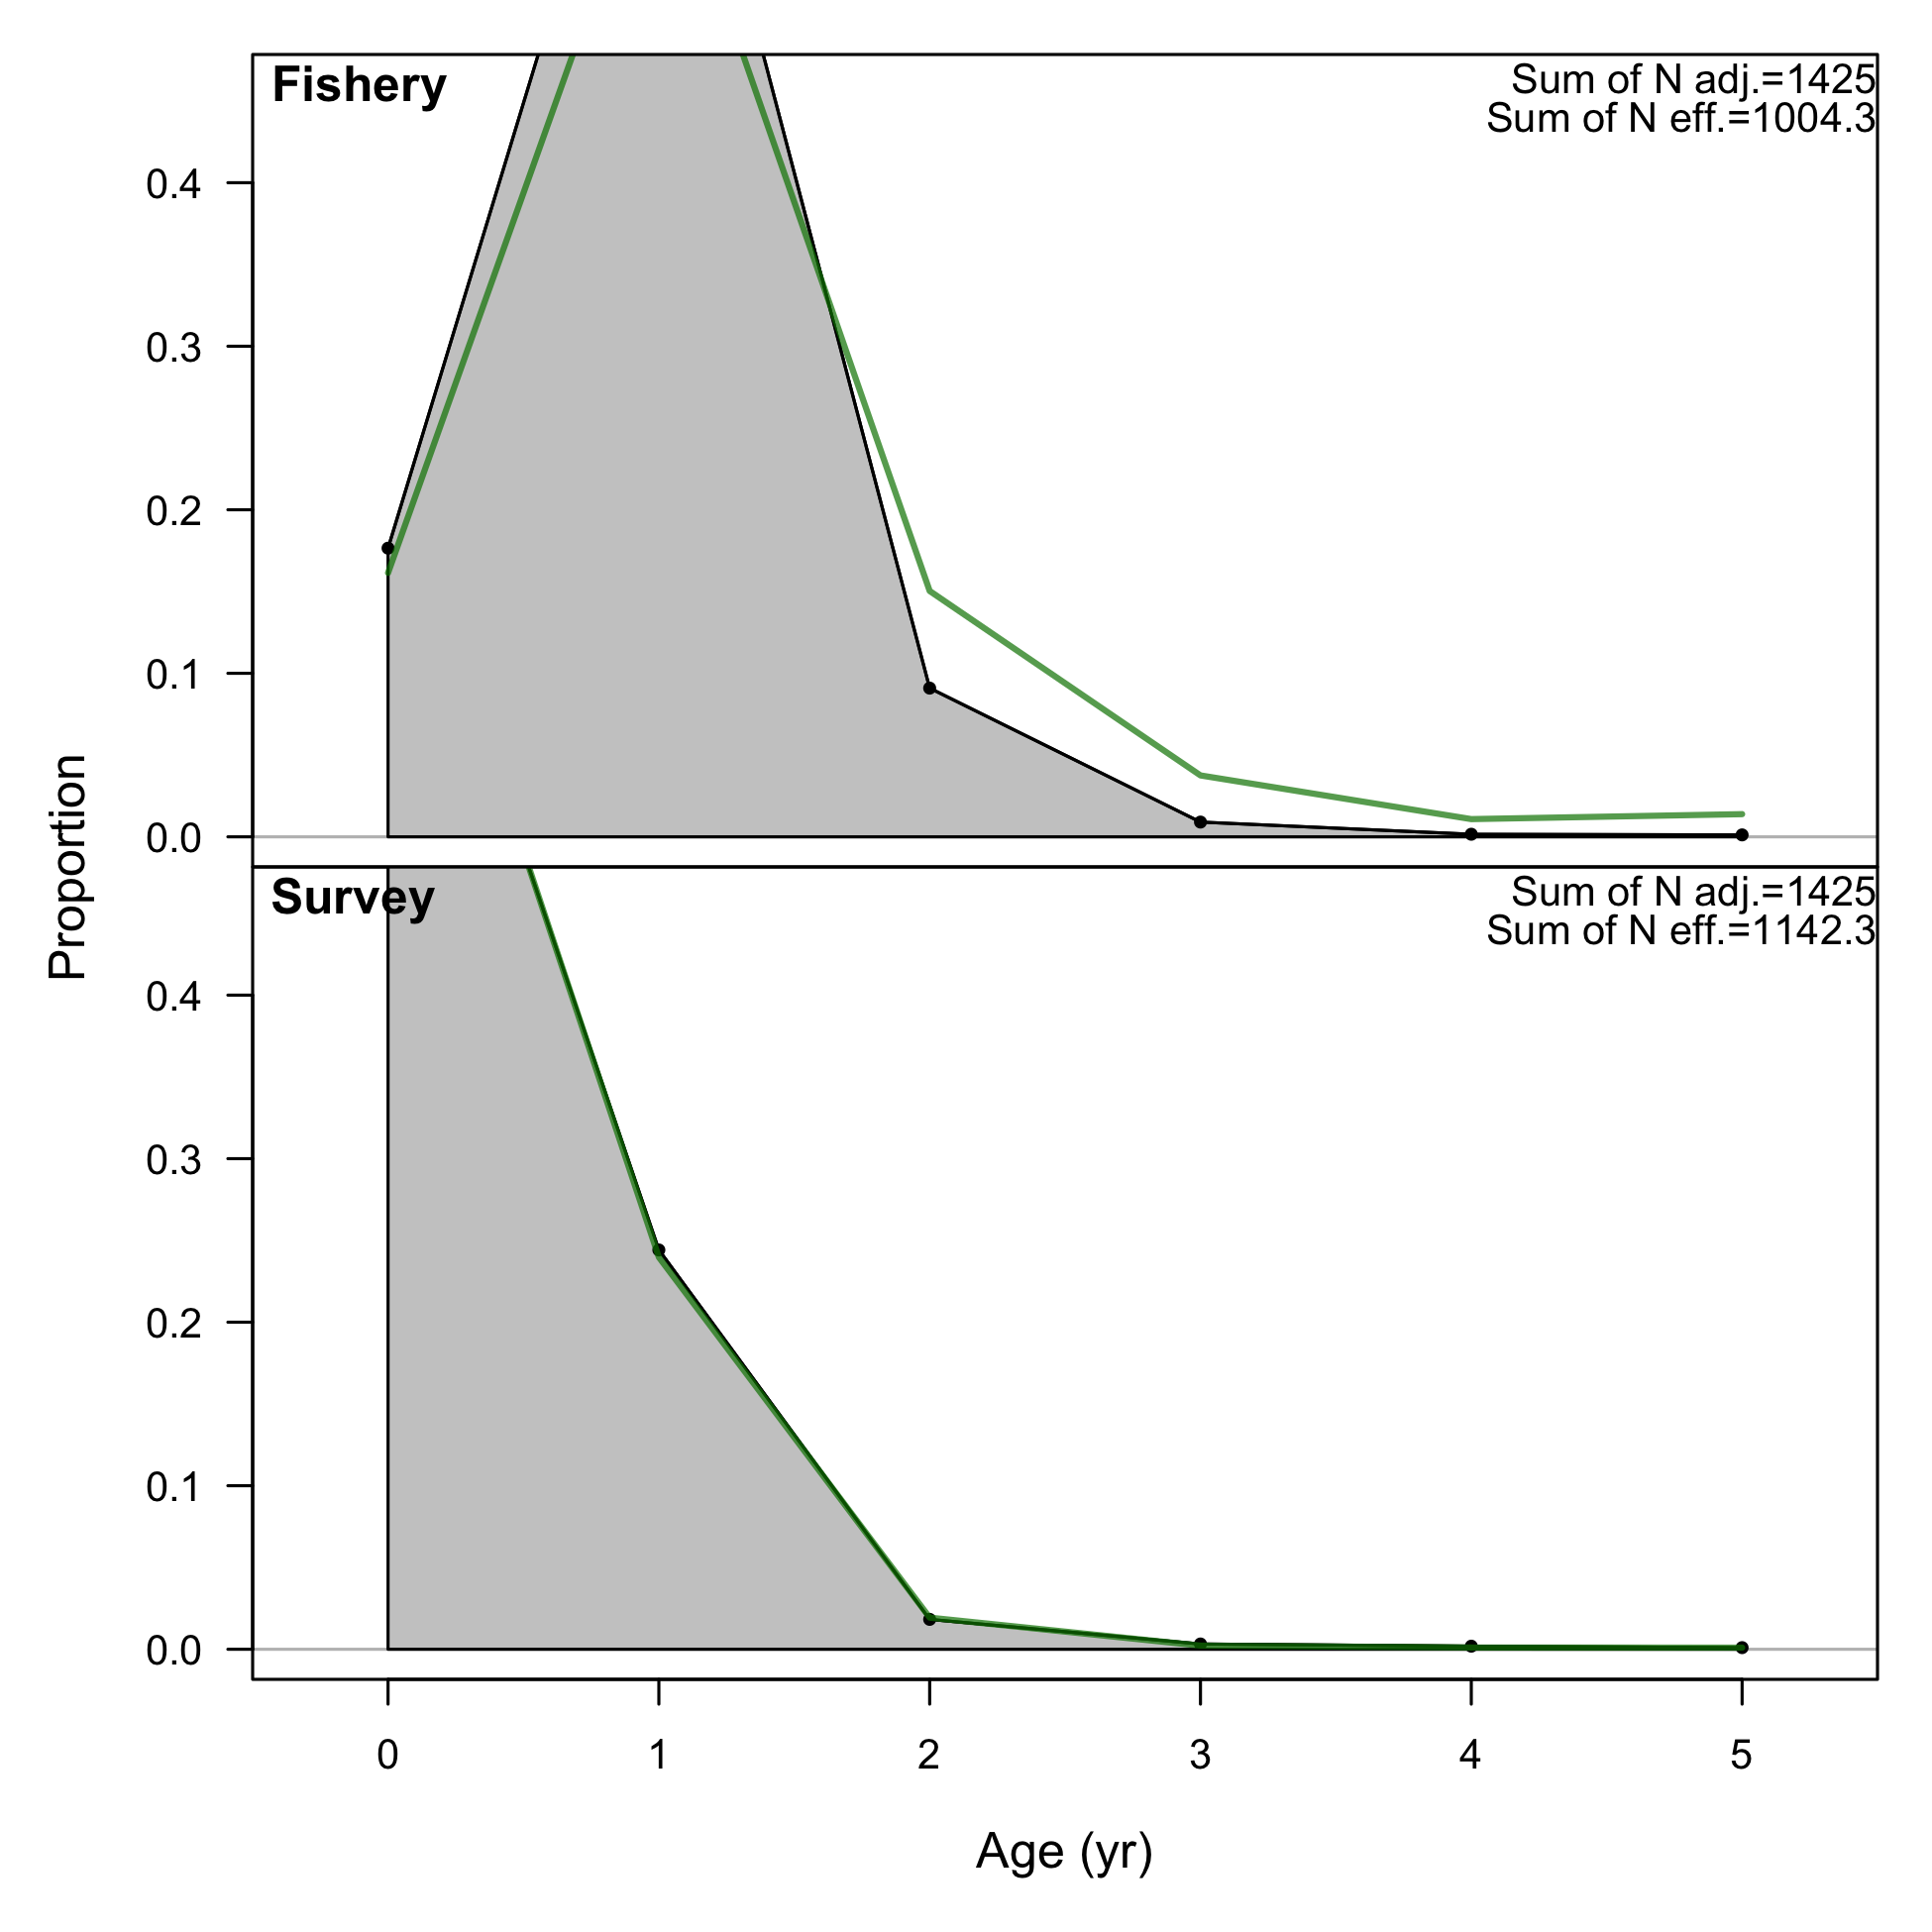 Fishery
Sum of N adj.=1425
Sum of N eff.=1004.3
0.4
0.3
0.2
0.1
0.0
Proportion
Survey
Sum of N adj.=1425
Sum of N eff.=1142.3
0.4
0.3
0.2
0.1
0.0
0 1 2 3 4 5
Age (yr)